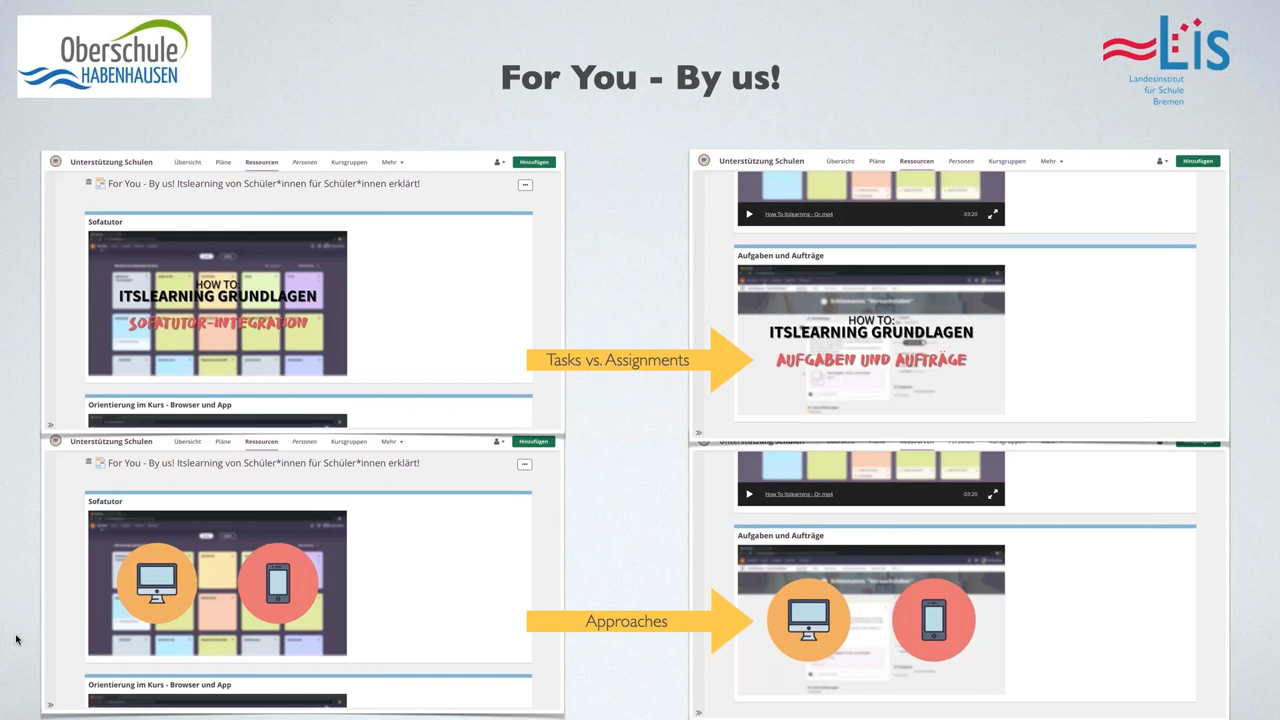 Oberschule
HABENHAUSEN
For You - By us!
LiS
Landesinstitut
für Schule
Bremen
Unterstützung Schulen Übersicht Pläne Ressourcen Personen Kursgruppen Mehr Hinzufügen
For You - By us! Itslearning von Schüler*innen für Schüler*innen erklärt!
Sofatutor
HOW TO:
ITSLEARNING GRUNDLAGEN
SOFATUTOR-INTEGRATION
Orientierung im Kurs - Browser und App
Unterstützung Schulen Übersicht Pläne Ressourcen Personen Kursgruppen Mehr Hinzufügen
How To Itslearning - Or.mp4 -03:20
Aufgaben und Aufträge
HOW TO:
ITSLEARNING GRUNDLAGEN
AUFGABEN UND AUFTRÄGE
Tasks vs. Assignments
Unterstützung Schulen Übersicht Pläne Ressourcen Personen Kursgruppen Mehr Hinzufügen
For You - By us! Itslearning von Schüler*innen für Schüler*innen erklärt!
Sofatutor
Orientierung im Kurs - Browser und App
How To Itslearning - Or.mp4 -03:20
Aufgaben und Aufträge
Approaches